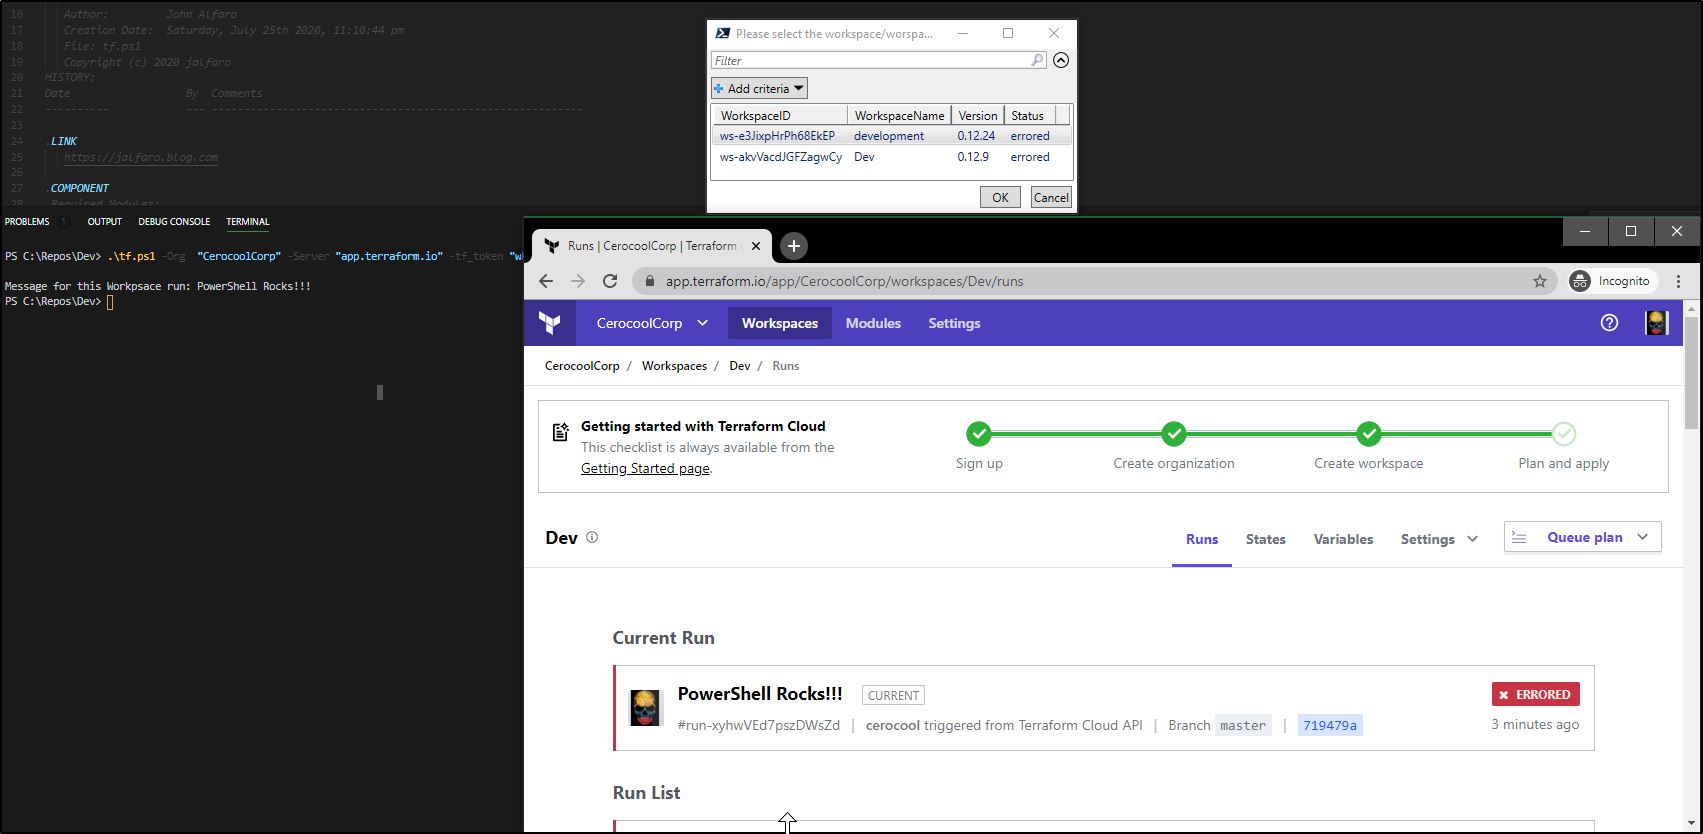 16 Author: John Alfaro
17 Creation Date: Saturday, July 25th 2020, 11:10:44 pm
18 File: tf.ps1
19 Copyright (c) 2020 jalfaro
20 HISTORY:
21 Date By Comments
22 ---------- --- ----------------------------------------------------------
23
24 .LINK
25 https://jalfaro.blog.com
26
27 .COMPONENT
28 Required Modules:
Please select the workspace/worspa...
Filter
Add criteria
WorkspaceID WorkspaceName Version Status
ws-e3JixpHrPh68EkEP development 0.12.24 errored
ws-akvVacdJGFZagwCy Dev 0.12.9 errored
OK Cancel
PROBLEMS 1 OUTPUT DEBUG CONSOLE TERMINAL
PS C:\Repos\Dev> .\tf.ps1 -Org "CerocoolCorp" -Server "app.terraform.io" -tf_token "w
Message for this Workpsace run: PowerShell Rocks!!!
PS C:\Repos\Dev>
Runs | CerocoolCorp | Terraform
app.terraform.io/app/CerocoolCorp/workspaces/Dev/runs
Incognito
CerocoolCorp Workspaces Modules Settings
CerocoolCorp / Workspaces / Dev / Runs
Getting started with Terraform Cloud
This checklist is always available from the
Getting Started page.
Sign up Create organization Create workspace Plan and apply
Dev Runs States Variables Settings Queue plan
Current Run
PowerShell Rocks!!! CURRENT
ERRORED
#run-xyhwVEd7pszDWsZd | cerocool triggered from Terraform Cloud API | Branch master | 719479a
3 minutes ago
Run List